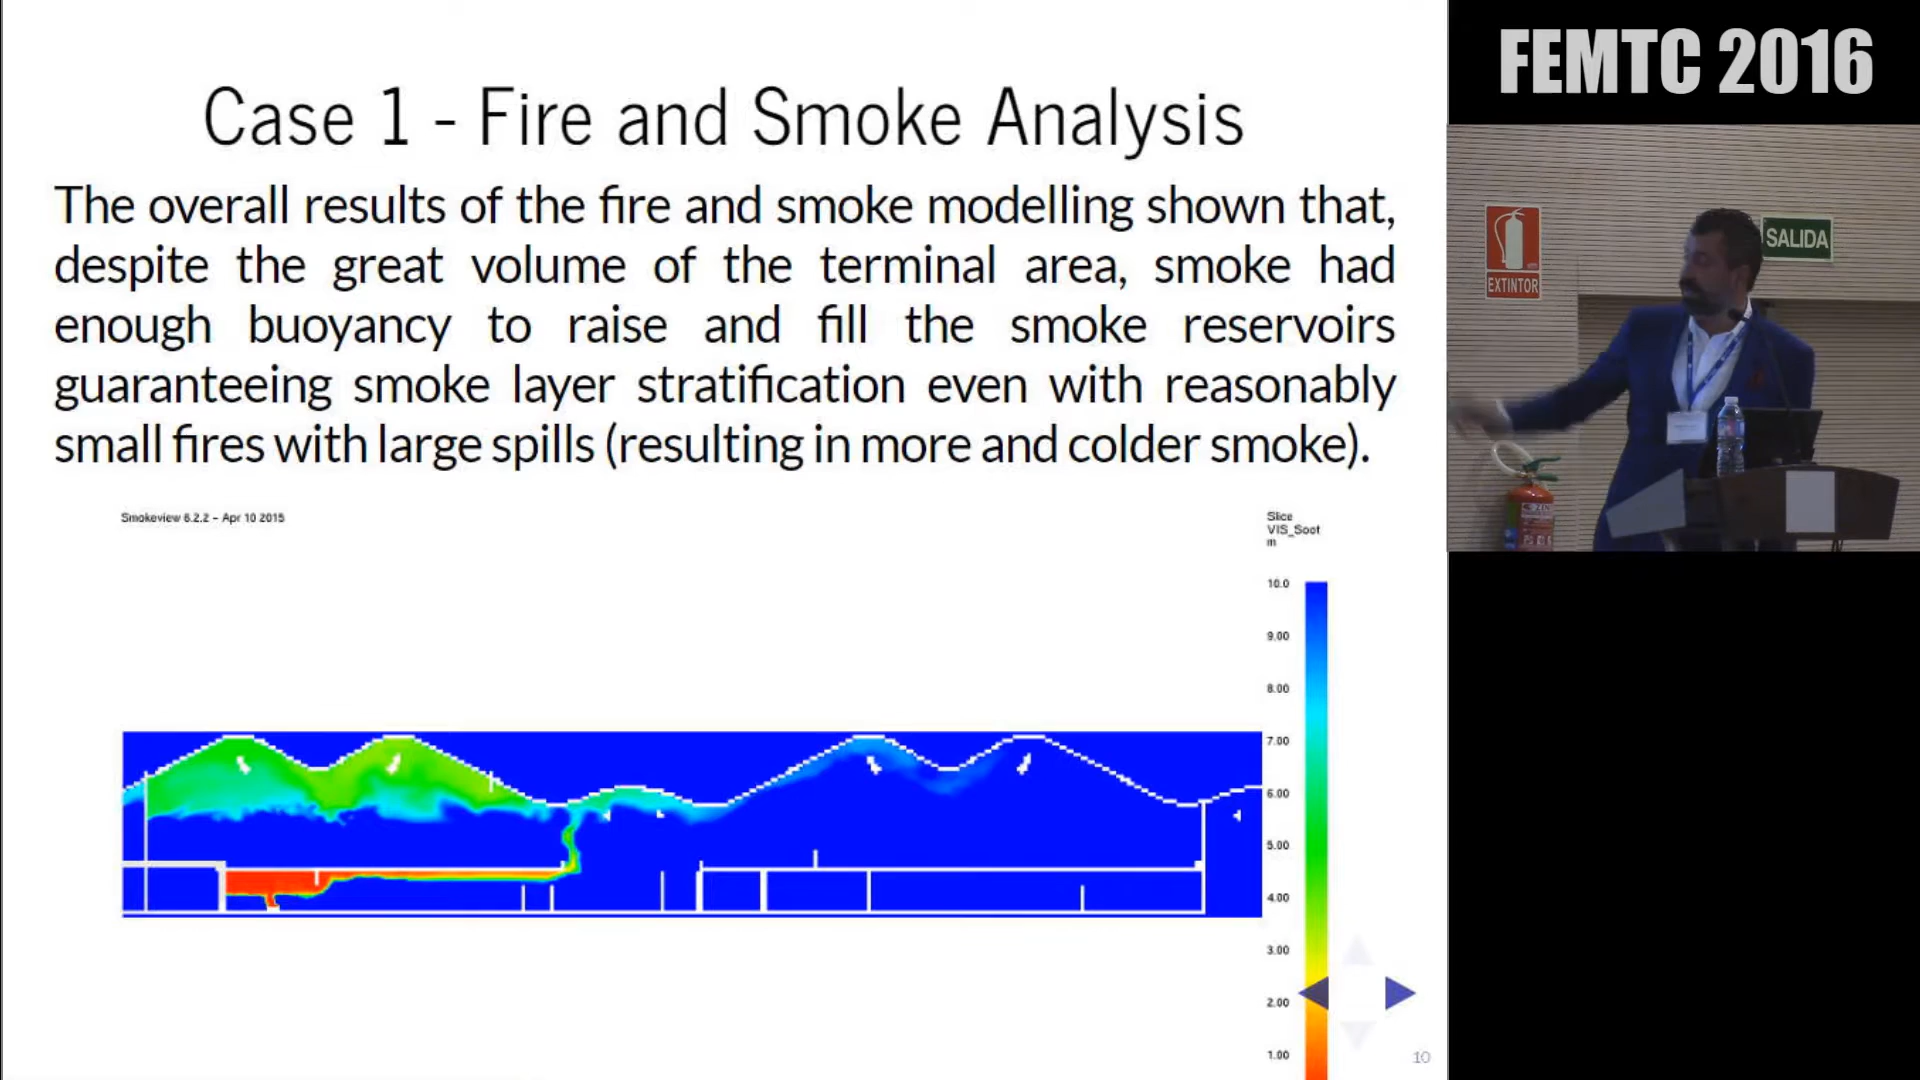 Case 1 - Fire and Smoke Analysis
The overall results of the fire and smoke modelling shown that,
despite the great volume of the terminal area, smoke had
enough buoyancy to raise and fill the smoke reservoirs
guaranteeing smoke layer stratification even with reasonably
small fires with large spills (resulting in more and colder smoke).
Smokeview 6.2.2 - Apr 10 2015
Slice
VIS_Soot
m
10.0
9.00
8.00
7.00
6.00
5.00
4.00
3.00
2.00
1.00
10
FEMTC 2016
EXTINTOR
SALIDA